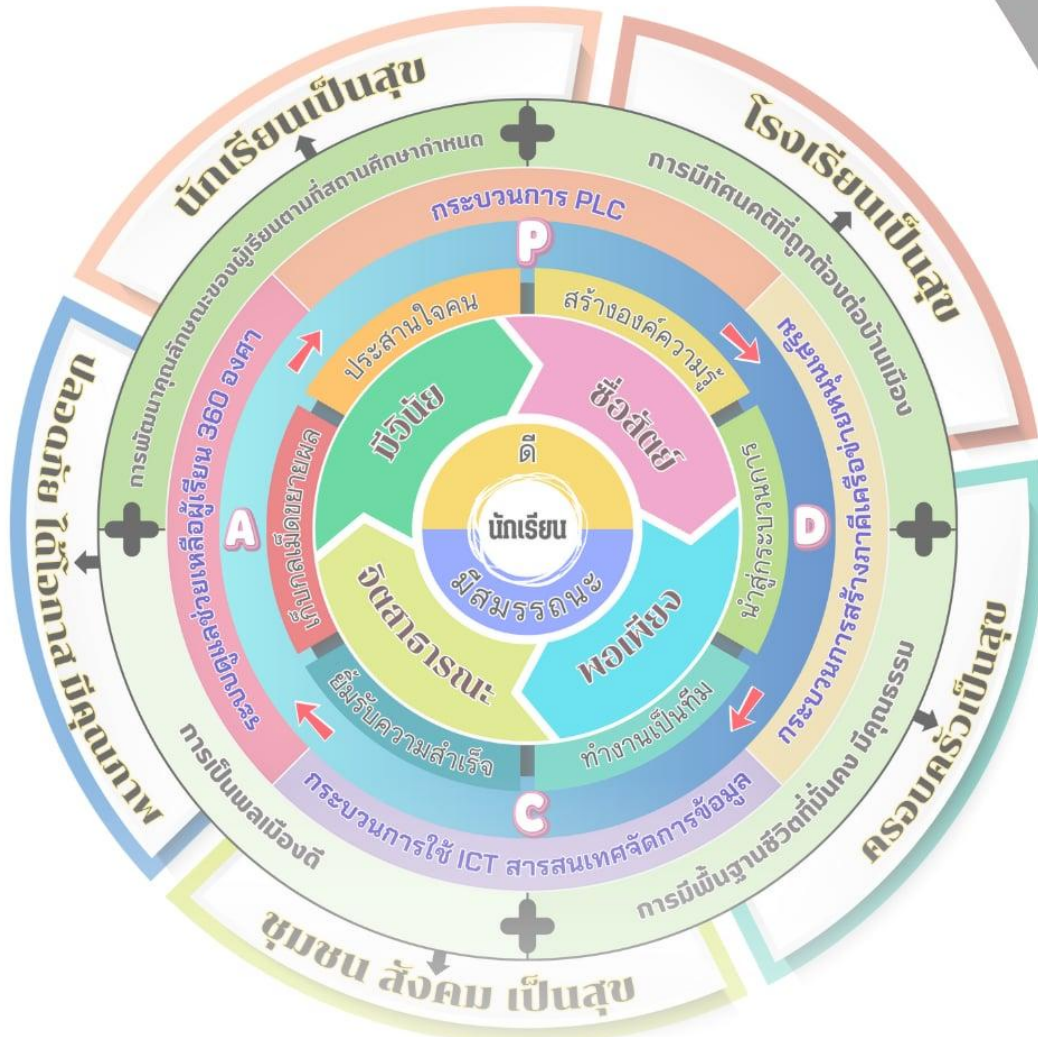 นักเรียนเป็นสุข
โรงเรียนเป็นสุข
ครอบครัวเป็นสุข
ชุมชน สังคม เป็นสุข
ปลอดภัย ได้โอกาส มีคุณภาพ
การพัฒนาคุณลักษณะของผู้เรียนตามที่สถานศึกษากำหนด
การมีทัศนคติที่ถูกต้องต่อบ้านเมือง
การมีพื้นฐานชีวิตที่มั่นคง มีคุณธรรม
การเป็นพลเมืองดี
กระบวนการ PLC
กระบวนการสร้างภาคีเครือข่ายหนุนเสริม
กระบวนการใช้ ICT สารสนเทศจัดการข้อมูล
ระบบดูแลช่วยเหลือผู้เรียน 360 องศา
P
D
C
A
ประสานใจคน
สร้างองค์ความรู้
นำสู่กระบวนการ
ทำงานเป็นทีม
ยิ้มรับความสำเร็จ
เก็บกลเม็ดขยายผล
มีวินัย
ซื่อสัตย์
พอเพียง
จิตสาธารณะ
ดี
นักเรียน
มีสมรรถนะ